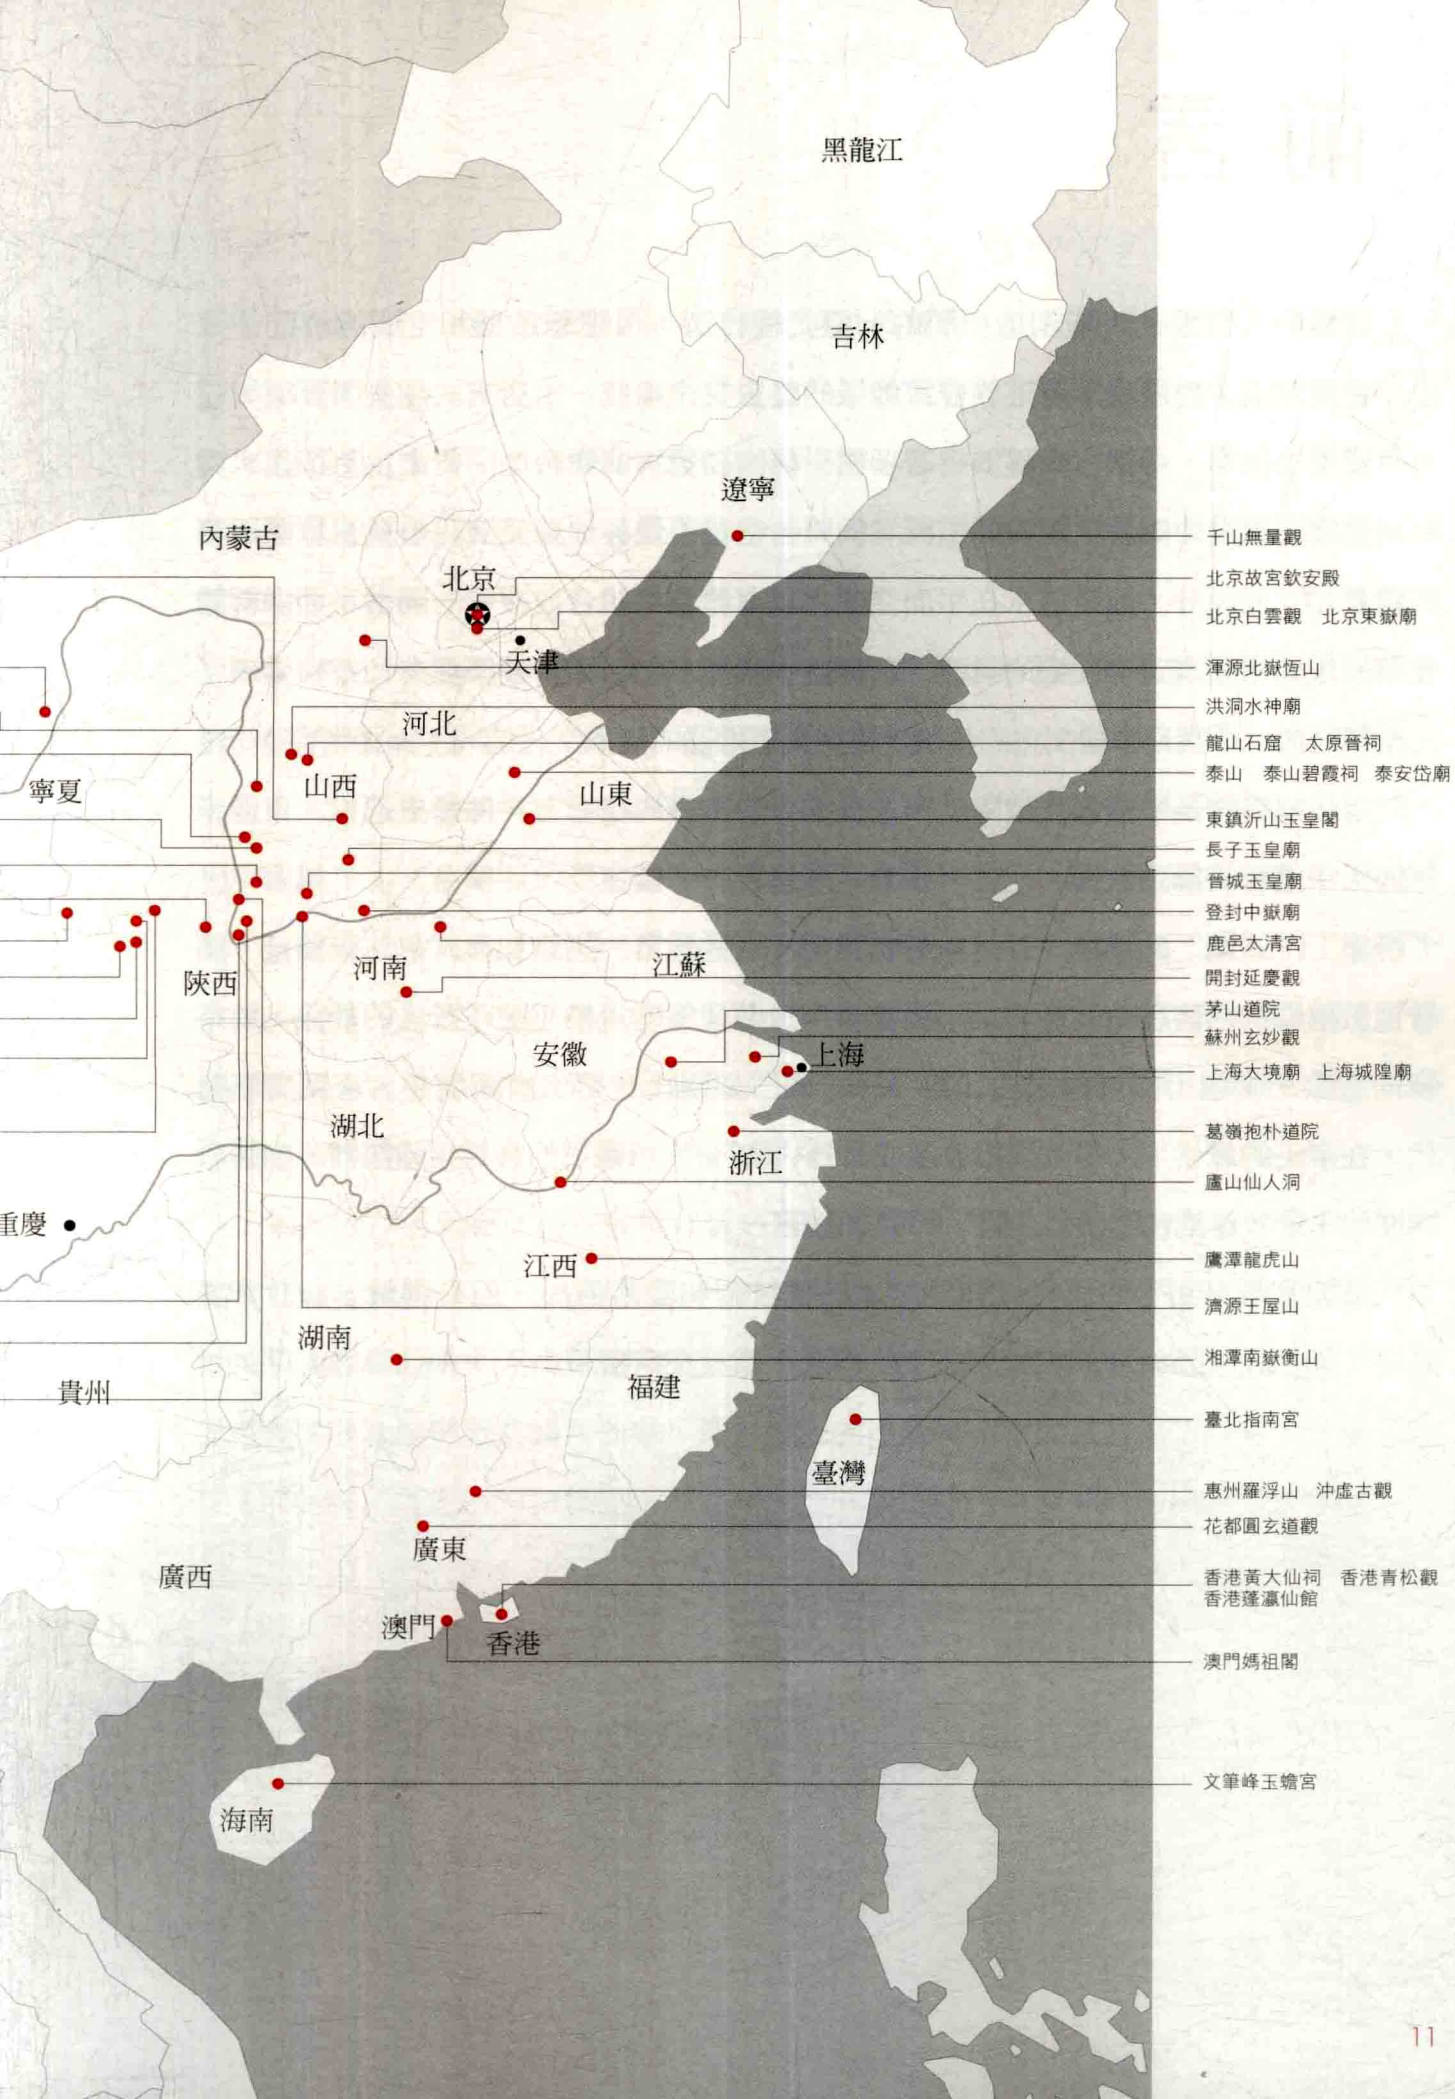 黑龍江
吉林
遼寧
內蒙古
北京
天津
河北
寧夏
山西
山東
陝西
河南
江蘇
安徽
上海
湖北
浙江
重慶
江西
湖南
貴州
福建
臺灣
廣東
廣西
澳門
香港
海南
千山無量觀
北京故宮欽安殿
北京白雲觀　北京東嶽廟
渾源北嶽恆山
洪洞水神廟
龍山石窟　太原晉祠
泰山　泰山碧霞祠　泰安岱廟
東鎮沂山玉皇閣
長子玉皇廟
晉城玉皇廟
登封中嶽廟
鹿邑太清宮
開封延慶觀
茅山道院
蘇州玄妙觀
上海大境廟　上海城隍廟
葛嶺抱朴道院
廬山仙人洞
鷹潭龍虎山
濟源王屋山
湘潭南嶽衡山
臺北指南宮
惠州羅浮山　沖虛古觀
花都圓玄道觀
香港黃大仙祠　香港青松觀
香港蓬瀛仙館
澳門媽祖閣
文筆峰玉蟾宮
11